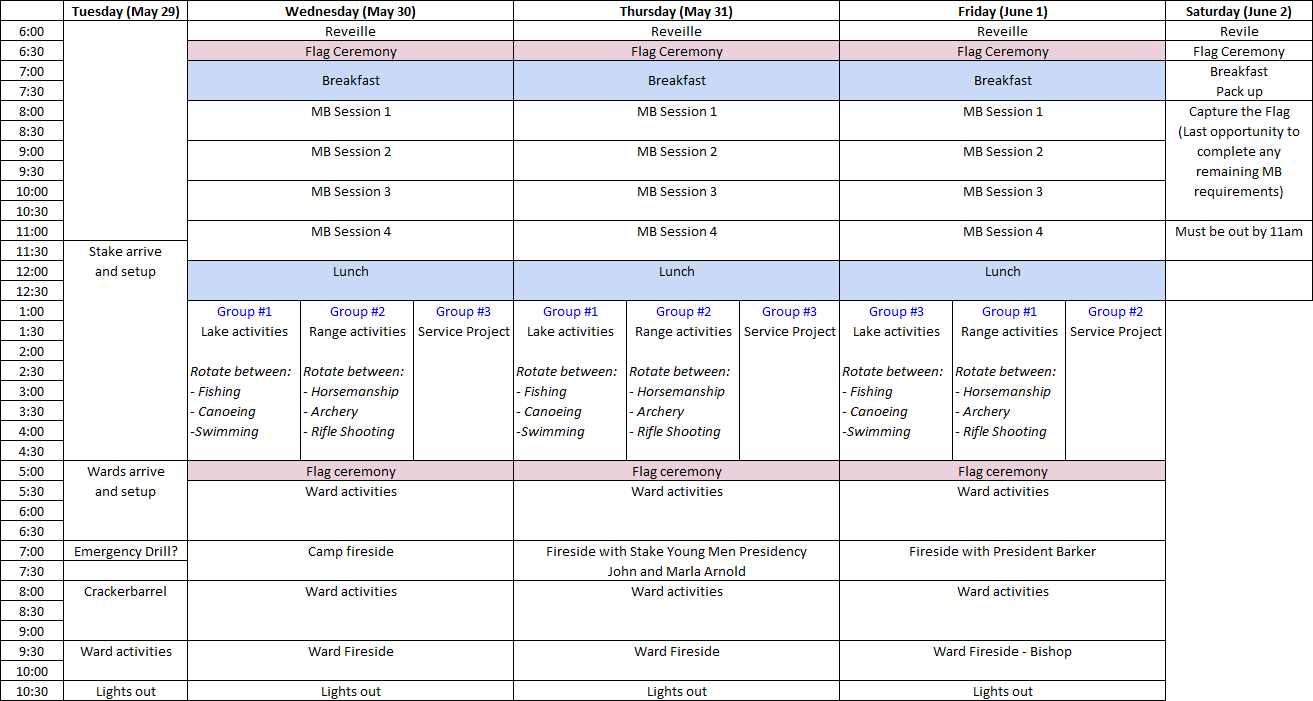 Tuesday (May 29) Wednesday (May 30) Thursday (May 31) Friday (June 1) Saturday (June 2)
6:00 Reveille Reveille Reveille Revile
6:30 Flag Ceremony Flag Ceremony Flag Ceremony Flag Ceremony
7:00 Breakfast Breakfast Breakfast Breakfast
7:30 Pack up
8:00 MB Session 1 MB Session 1 MB Session 1 Capture the Flag
8:30 (Last opportunity to
9:00 MB Session 2 MB Session 2 MB Session 2 complete any
9:30 remaining MB
10:00 MB Session 3 MB Session 3 MB Session 3 requirements)
10:30
11:00 MB Session 4 MB Session 4 MB Session 4 Must be out by 11am
11:30 Stake arrive
12:00 and setup Lunch Lunch Lunch
12:30
1:00 Group #1 Group #2 Group #3 Group #1 Group #2 Group #3 Group #3 Group #1 Group #2
1:30 Lake activities Range activities Service Project Lake activities Range activities Service Project Lake activities Range activities Service Project
2:00
2:30 Rotate between: Rotate between: Rotate between: Rotate between: Rotate between: Rotate between:
3:00 - Fishing - Horsemanship - Fishing - Horsemanship - Fishing - Horsemanship
3:30 - Canoeing - Archery - Canoeing - Archery - Canoeing - Archery
4:00 -Swimming - Rifle Shooting -Swimming - Rifle Shooting -Swimming - Rifle Shooting
4:30
5:00 Wards arrive Flag ceremony Flag ceremony Flag ceremony
5:30 and setup Ward activities Ward activities Ward activities
6:00
6:30
7:00 Emergency Drill? Camp fireside Fireside with Stake Young Men Presidency Fireside with President Barker
7:30 John and Marla Arnold
8:00 Crackerbarrel Ward activities Ward activities Ward activities
8:30
9:00
9:30 Ward activities Ward Fireside Ward Fireside Ward Fireside - Bishop
10:00
10:30 Lights out Lights out Lights out Lights out